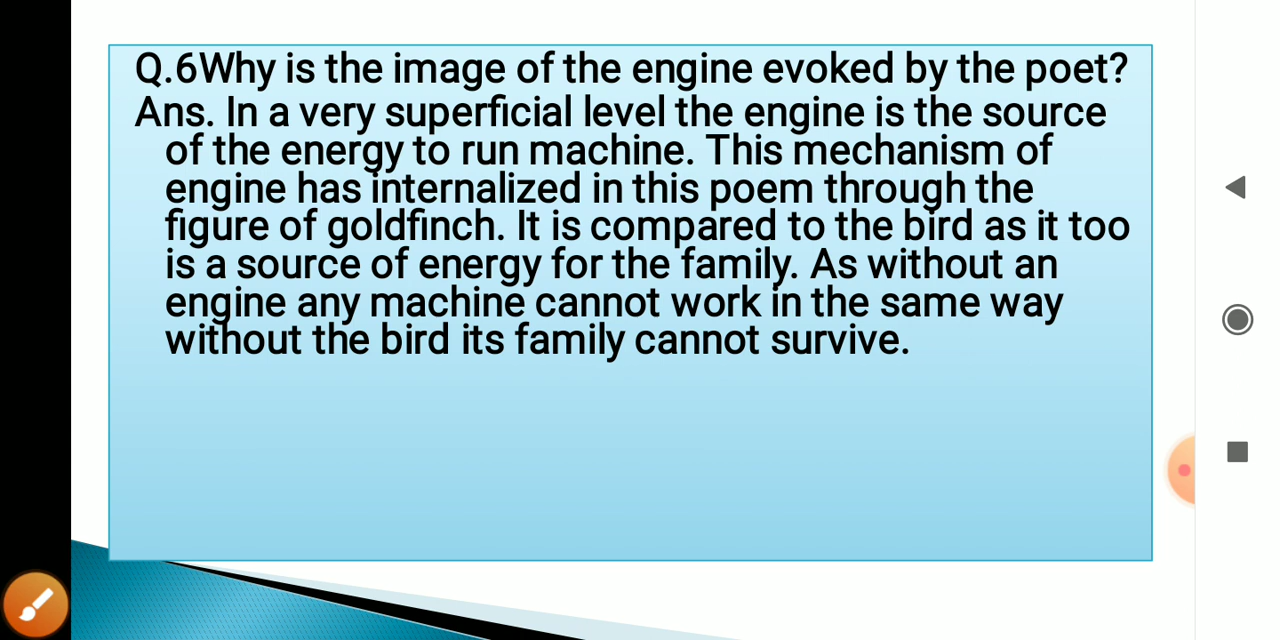 Q.6Why is the image of the engine evoked by the poet?
Ans. In a very superficial level the engine is the source
of the energy to run machine. This mechanism of
engine has internalized in this poem through the
figure of goldfinch. It is compared to the bird as it too
is a source of energy for the family. As without an
engine any machine cannot work in the same way
without the bird its family cannot survive.